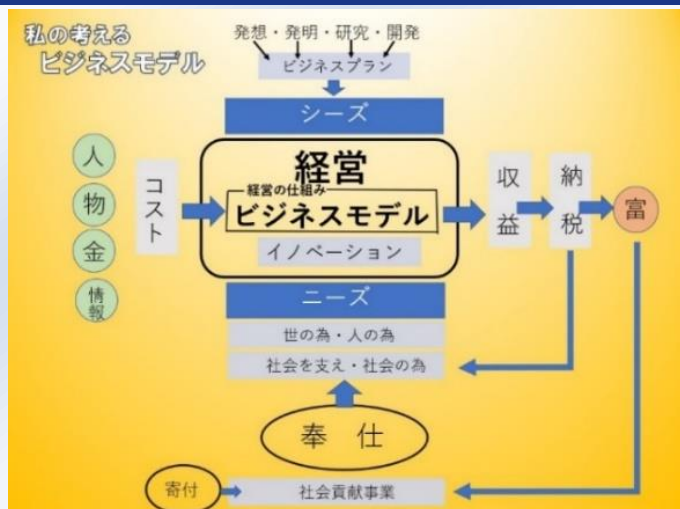 私の考える
ビジネスモデル
発想・発明・研究・開発
ビジネスプラン
シーズ
人
物
金
情報
コスト
経営
経営の仕組み
ビジネスモデル
イノベーション
収益
納税
富
ニーズ
世の為・人の為
社会を支え・社会の為
奉仕
寄付
社会貢献事業